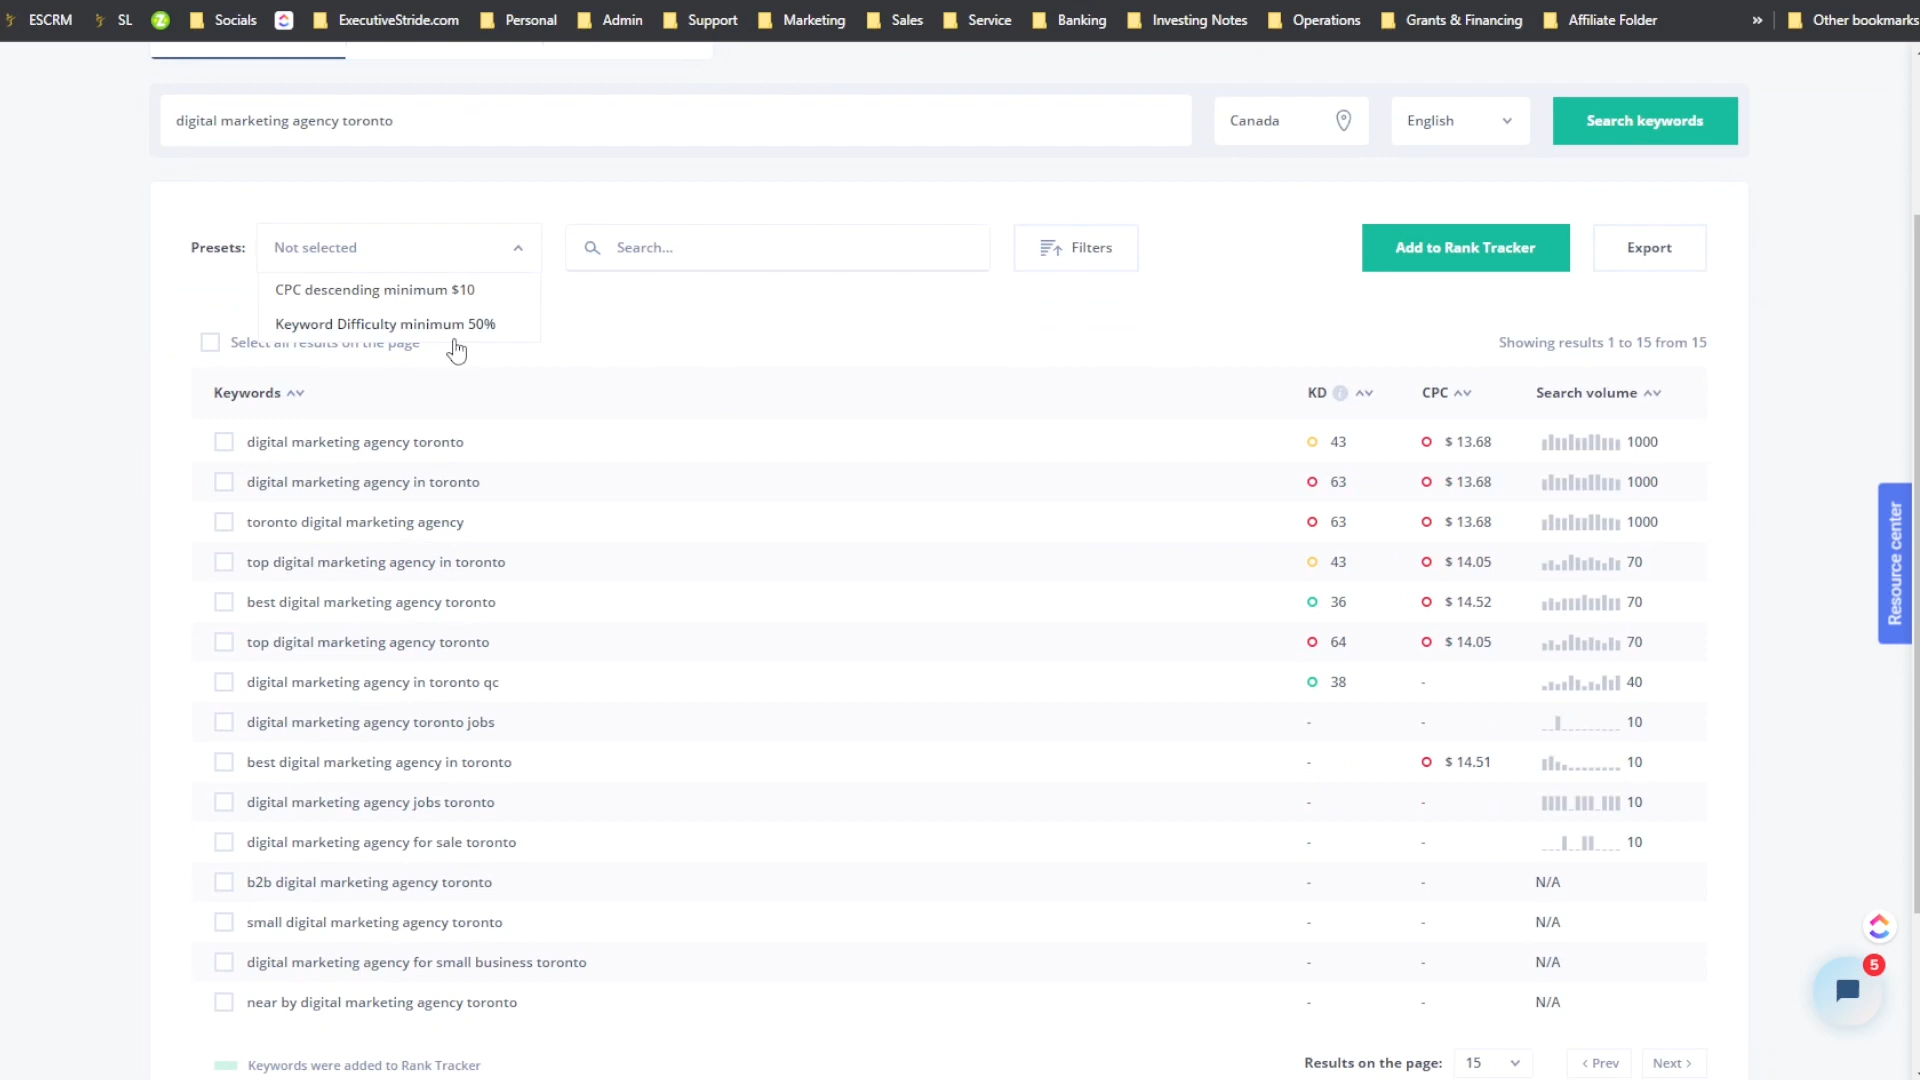 ESCRM SL Socials ExecutiveStride.com Personal Admin Support Marketing Sales Service Banking Investing Notes Operations Grants & Financing Affiliate Folder » Other bookmarks
digital marketing agency toronto Canada English Search keywords
Presets: Not selected Search... Filters Add to Rank Tracker Export
CPC descending minimum $10
Keyword Difficulty minimum 50%
Select all results on the page Showing results 1 to 15 from 15
Keywords KD CPC Search volume
digital marketing agency toronto 43 $ 13.68 1000
digital marketing agency in toronto 63 $ 13.68 1000
toronto digital marketing agency 63 $ 13.68 1000
top digital marketing agency in toronto 43 $ 14.05 70
best digital marketing agency toronto 36 $ 14.52 70
top digital marketing agency toronto 64 $ 14.05 70
digital marketing agency in toronto qc 38 - 40
digital marketing agency toronto jobs - - 10
best digital marketing agency in toronto - $ 14.51 10
digital marketing agency jobs toronto - - 10
digital marketing agency for sale toronto - - 10
b2b digital marketing agency toronto - - N/A
small digital marketing agency toronto - - N/A
digital marketing agency for small business toronto - - N/A
near by digital marketing agency toronto - - N/A
Resource center
5
Keywords were added to Rank Tracker Results on the page: 15 < Prev Next >